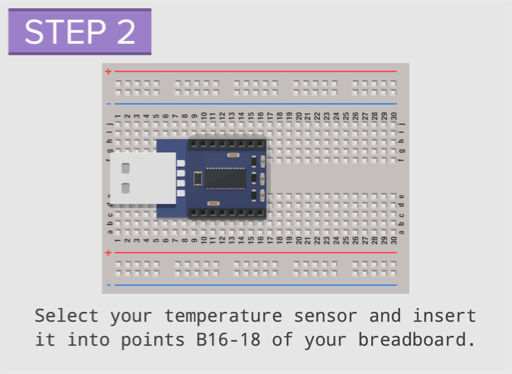 STEP 2
+
1 2 3 4 5 6 7 8 9 10 11 12 13 14 15 16 17 18 19 20 21 22 23 24 25 26 27 28 29 30
j j
i i
h h
g g
f f
e e
d d
c c
b b
a a
1 2 3 4 5 6 7 8 9 10 11 12 13 14 15 16 17 18 19 20 21 22 23 24 25 26 27 28 29 30
+
Select your temperature sensor and insert
it into points B16-18 of your breadboard.